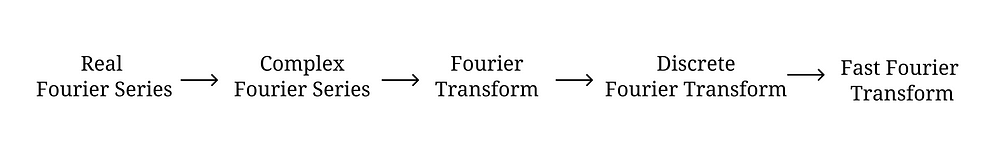 Real
Fourier Series
Complex
Fourier Series
Fourier
Transform
Discrete
Fourier Transform
Fast Fourier
Transform